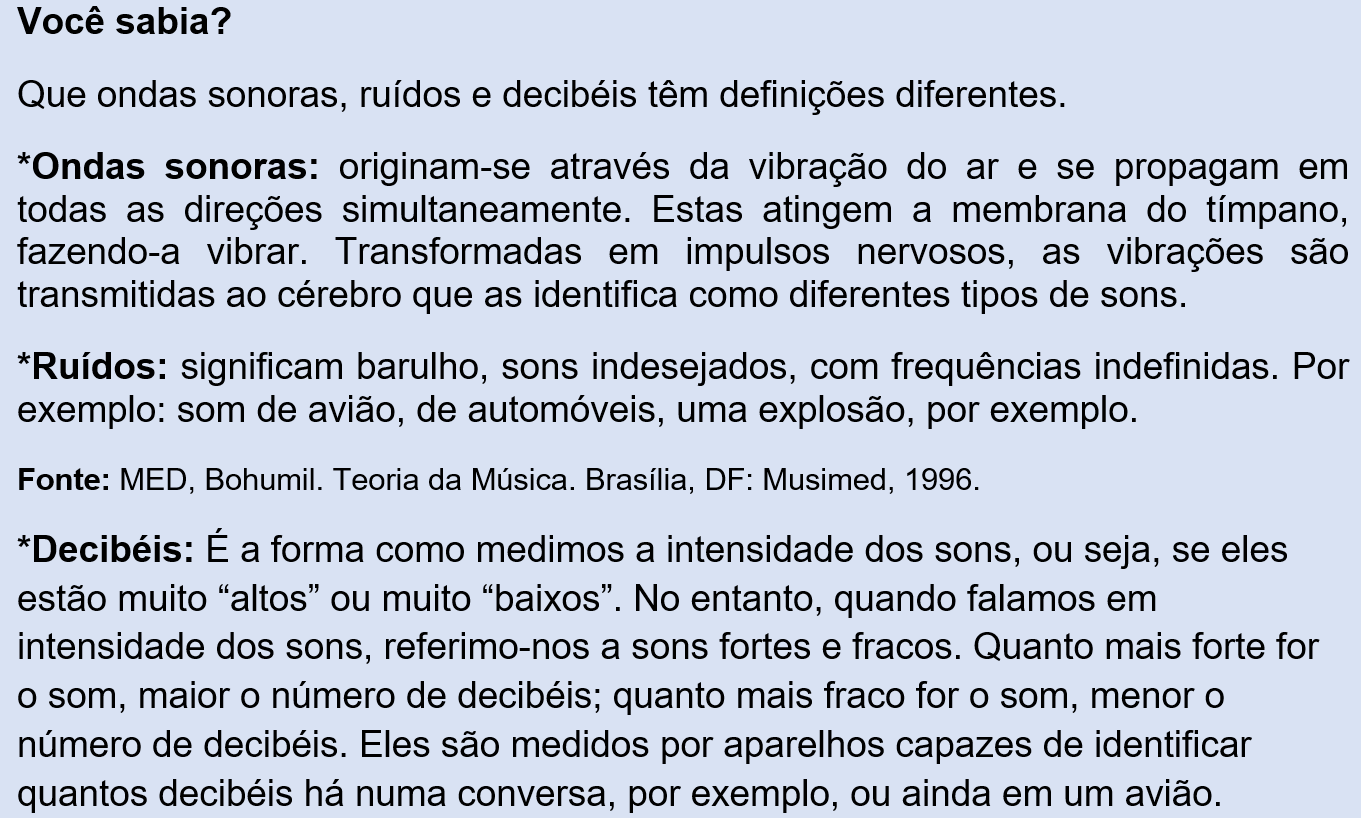 Você sabia?
Que ondas sonoras, ruídos e decibéis têm definições diferentes.
*Ondas sonoras: originam-se através da vibração do ar e se propagam em
todas as direções simultaneamente. Estas atingem a membrana do tímpano,
fazendo-a vibrar. Transformadas em impulsos nervosos, as vibrações são
transmitidas ao cérebro que as identifica como diferentes tipos de sons.
*Ruídos: significam barulho, sons indesejados, com frequências indefinidas. Por
exemplo: som de avião, de automóveis, uma explosão, por exemplo.
Fonte: MED, Bohumil. Teoria da Música. Brasília, DF: Musimed, 1996.
*Decibéis: É a forma como medimos a intensidade dos sons, ou seja, se eles
estão muito “altos” ou muito “baixos”. No entanto, quando falamos em
intensidade dos sons, referimo-nos a sons fortes e fracos. Quanto mais forte for
o som, maior o número de decibéis; quanto mais fraco for o som, menor o
número de decibéis. Eles são medidos por aparelhos capazes de identificar
quantos decibéis há numa conversa, por exemplo, ou ainda em um avião.